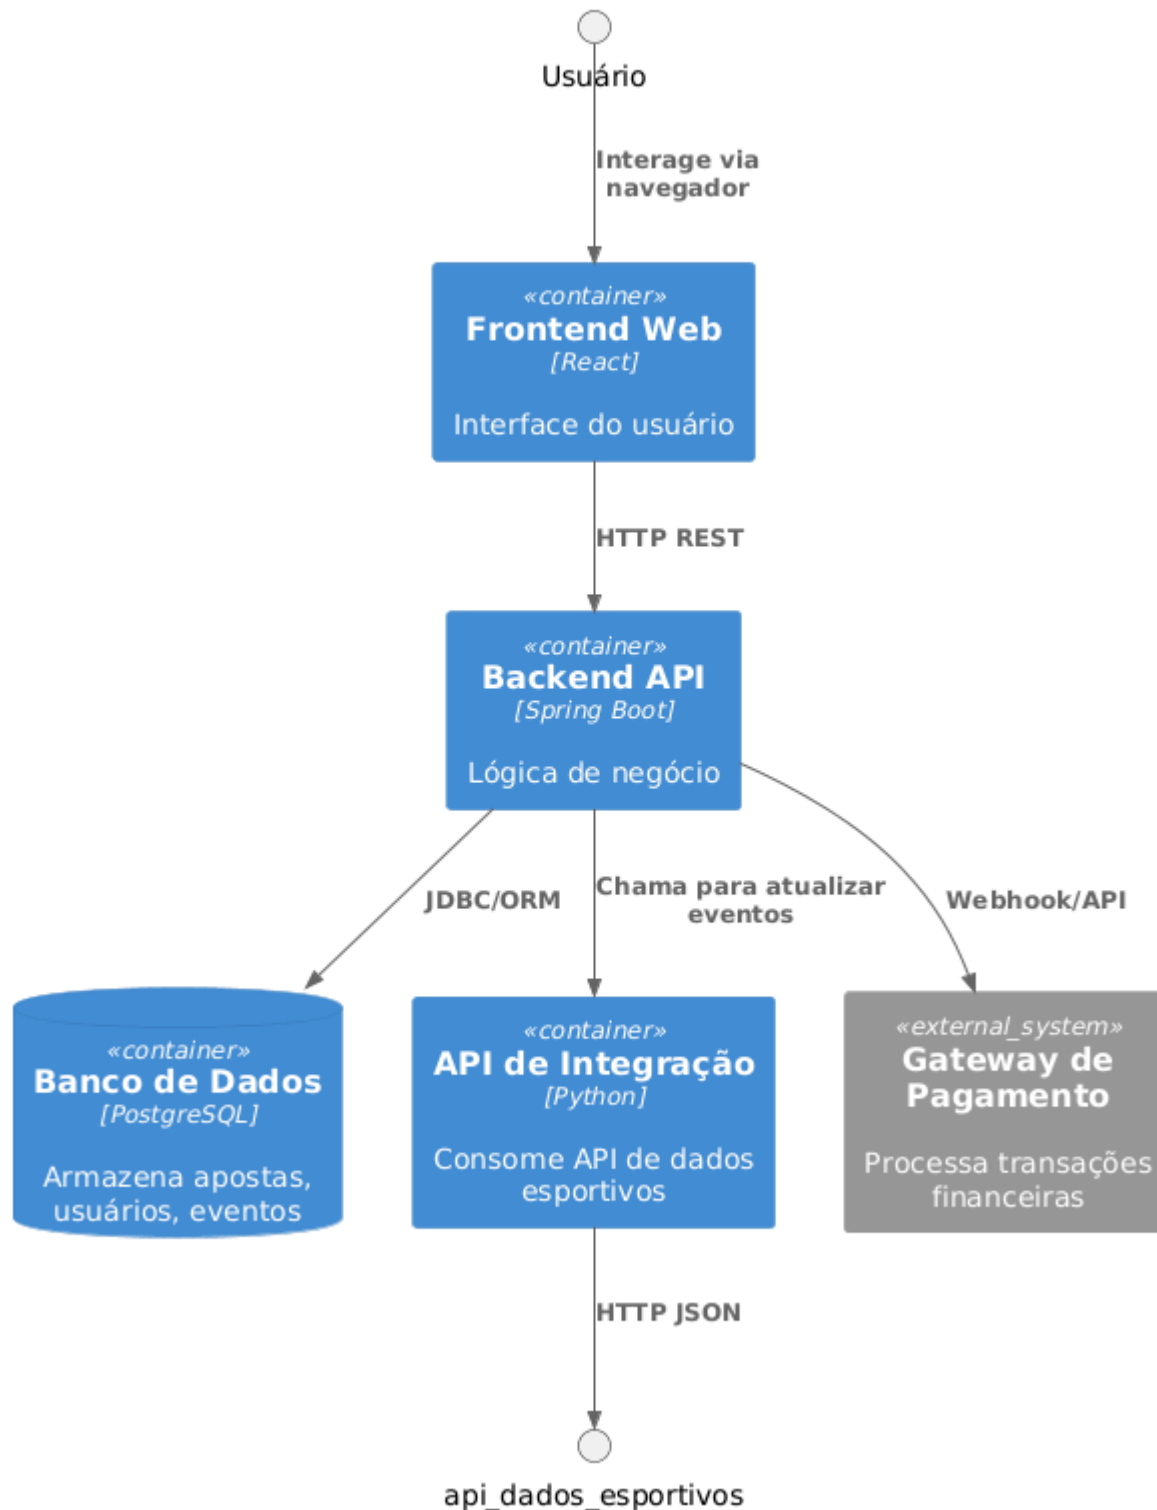 Usuário
Interage via
navegador
«container»
Frontend Web
[React]
Interface do usuário
HTTP REST
«container»
Backend API
[Spring Boot]
Lógica de negócio
JDBC/ORM
Chama para atualizar
eventos
Webhook/API
«container»
Banco de Dados
[PostgreSQL]
Armazena apostas,
usuários, eventos
«container»
API de Integração
[Python]
Consome API de dados
esportivos
«external_system»
Gateway de
Pagamento
Processa transações
financeiras
HTTP JSON
api_dados_esportivos